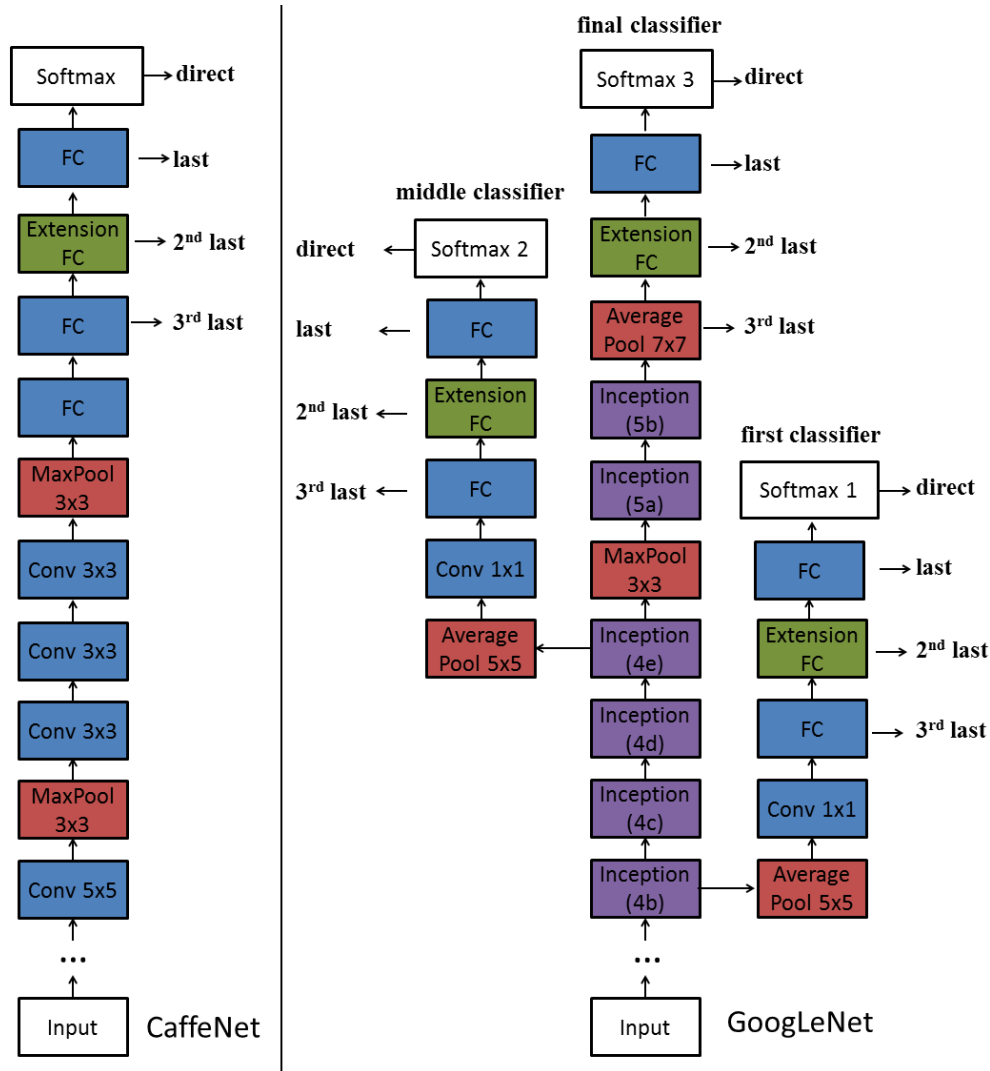 Softmax
direct
FC
last
Extension
FC
2nd last
FC
3rd last
FC
MaxPool
3x3
Conv 3x3
Conv 3x3
Conv 3x3
MaxPool
3x3
Conv 5x5
...
Input
CaffeNet
final classifier
Softmax 3
direct
FC
last
Extension
FC
2nd last
Average
Pool 7x7
3rd last
Inception
(5b)
Inception
(5a)
MaxPool
3x3
Inception
(4e)
Inception
(4d)
Inception
(4c)
Inception
(4b)
...
Input
middle classifier
direct
Softmax 2
last
FC
2nd last
Extension
FC
3rd last
FC
Conv 1x1
Average
Pool 5x5
first classifier
Softmax 1
direct
FC
last
Extension
FC
2nd last
FC
3rd last
Conv 1x1
Average
Pool 5x5
GoogLeNet